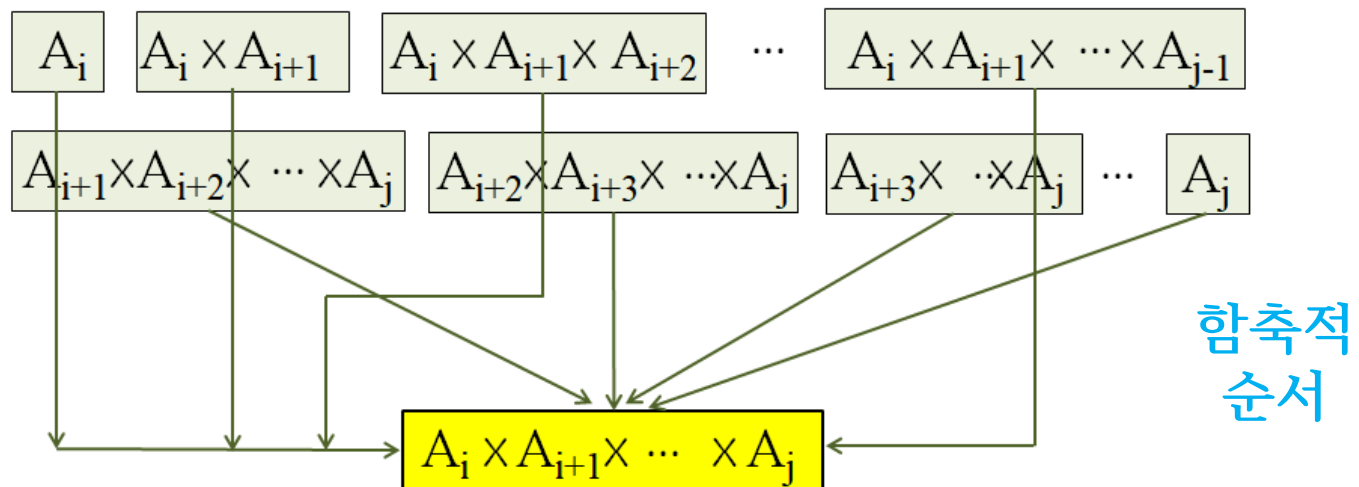 Aᵢ Aᵢ × Aᵢ₊₁ Aᵢ × Aᵢ₊₁ × Aᵢ₊₂ ··· Aᵢ × Aᵢ₊₁ × ··· × Aⱼ₋₁
Aᵢ₊₁ × Aᵢ₊₂ × ··· × Aⱼ Aᵢ₊₂ × Aᵢ₊₃ × ··· × Aⱼ Aᵢ₊₃ × ··· × Aⱼ ··· Aⱼ
함축적
순서
Aᵢ × Aᵢ₊₁ × ··· × Aⱼ